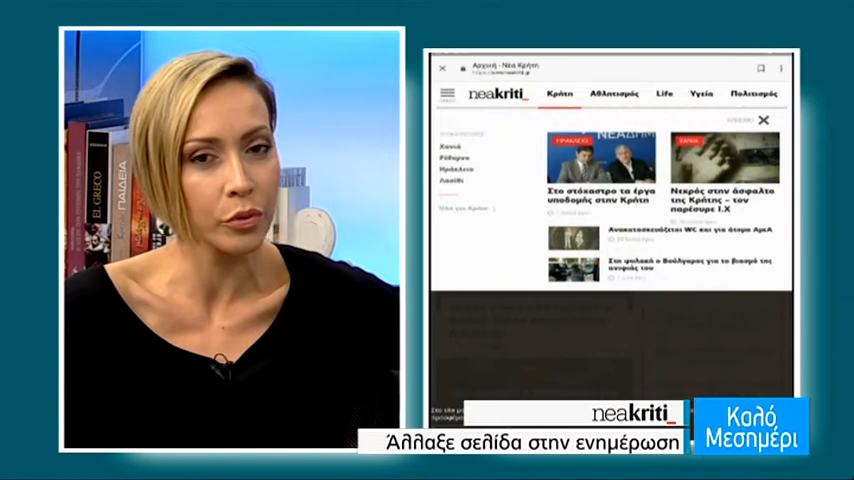 EL GRECO
ΠΑΙΔΕΙΑ
Αρχική - Νέα Κρήτη
neakriti_
Κρήτη
Αθλητισμός
Life
Υγεία
Πολιτισμός
Χανιά
Ρέθυμνο
Ηράκλειο
Λασίθι
ΗΡΑΚΛΕΙΟ
ΧΑΝΙΑ
Στο στόχαστρο τα έργα
υποδομής στην Κρήτη
Νεκρός στην άσφαλτο
της Κρήτης – τον
παρέσυρε Ι.Χ
Ανακατασκευάζεται WC και για άτομα ΑμεΑ
Στη φυλακή ο Βούλγαρος για το βιασμό της
ανιψιάς του
neakriti_
Άλλαξε σελίδα στην ενημέρωση
Καλό
Μεσημέρι